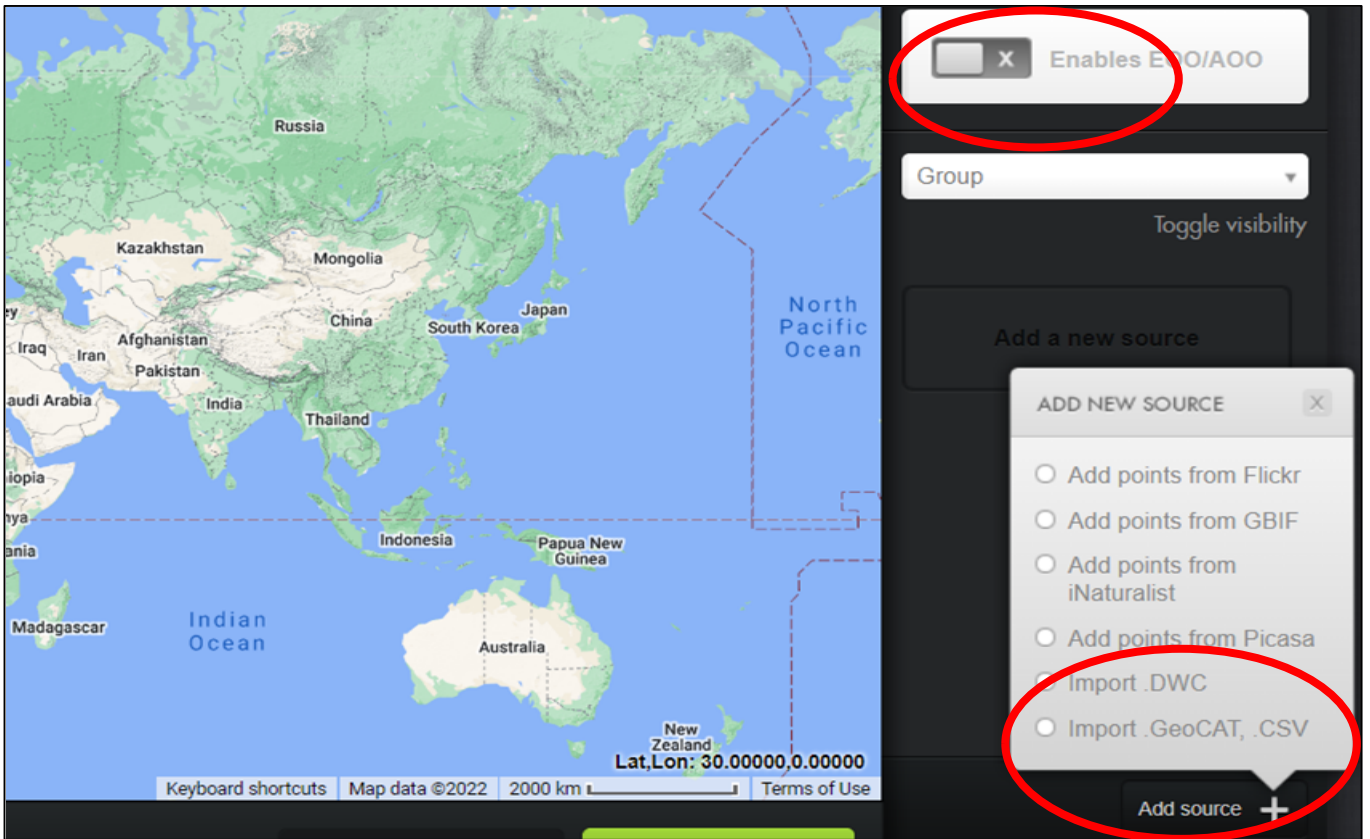 Russia
Kazakhstan
Mongolia
Japan
China
South Korea
North
Pacific
Ocean
Afghanistan
Iraq
Iran
Pakistan
audi Arabia
India
Thailand
iopia
nya
Indonesia
Papua New
Guinea
ania
Madagascar
Indian
Ocean
Australia
New
Zealand
Lat,Lon: 30.00000,0.00000
Keyboard shortcuts
Map data ©2022
2000 km
Terms of Use
X
Enables EOO/AOO
Group
Toggle visibility
Add a new source
ADD NEW SOURCE
X
Add points from Flickr
Add points from GBIF
Add points from
iNaturalist
Add points from Picasa
Import .DWC
Import .GeoCAT, .CSV
Add source +